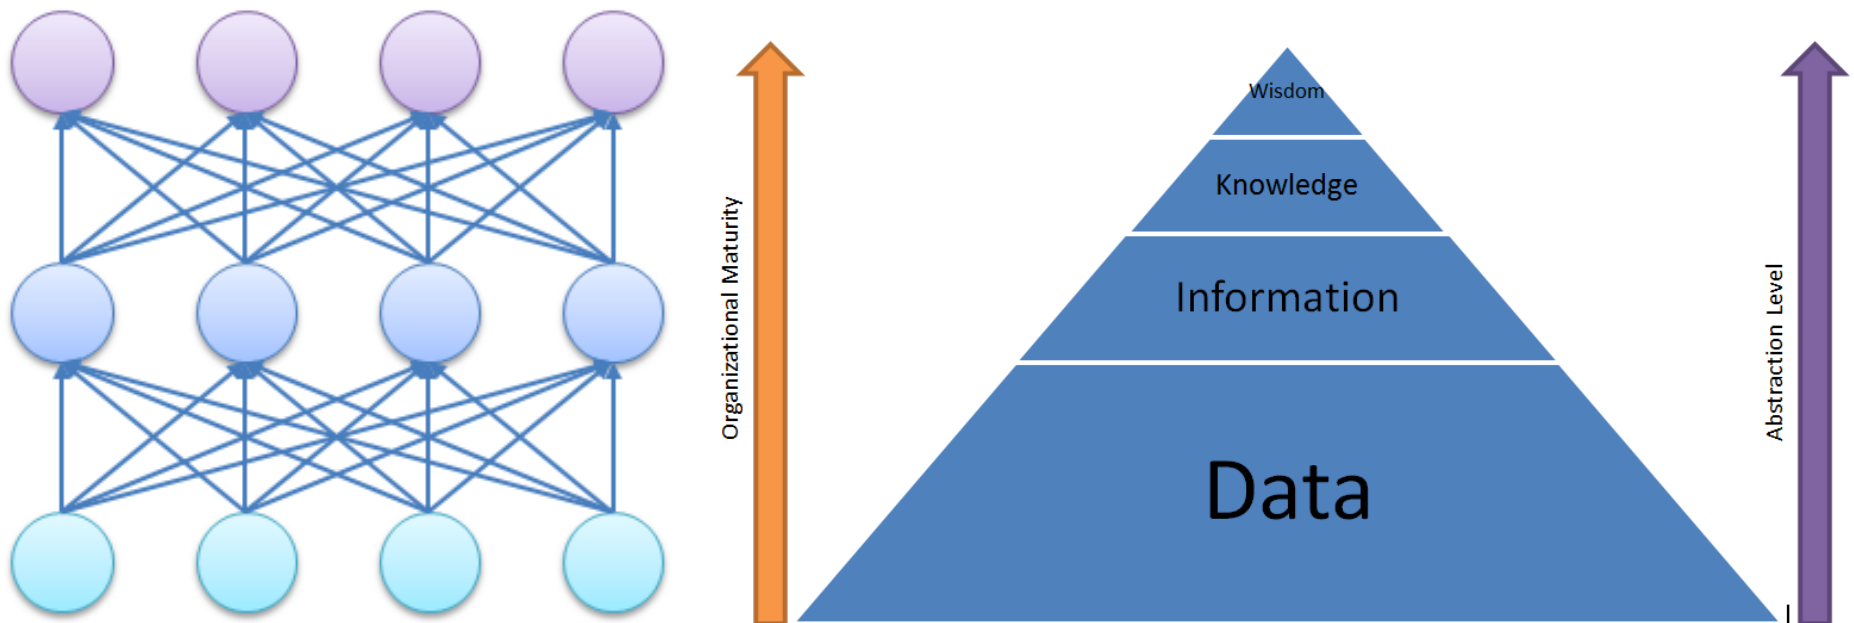 Organizational Maturity
Wisdom
Knowledge
Information
Data
Abstraction Level